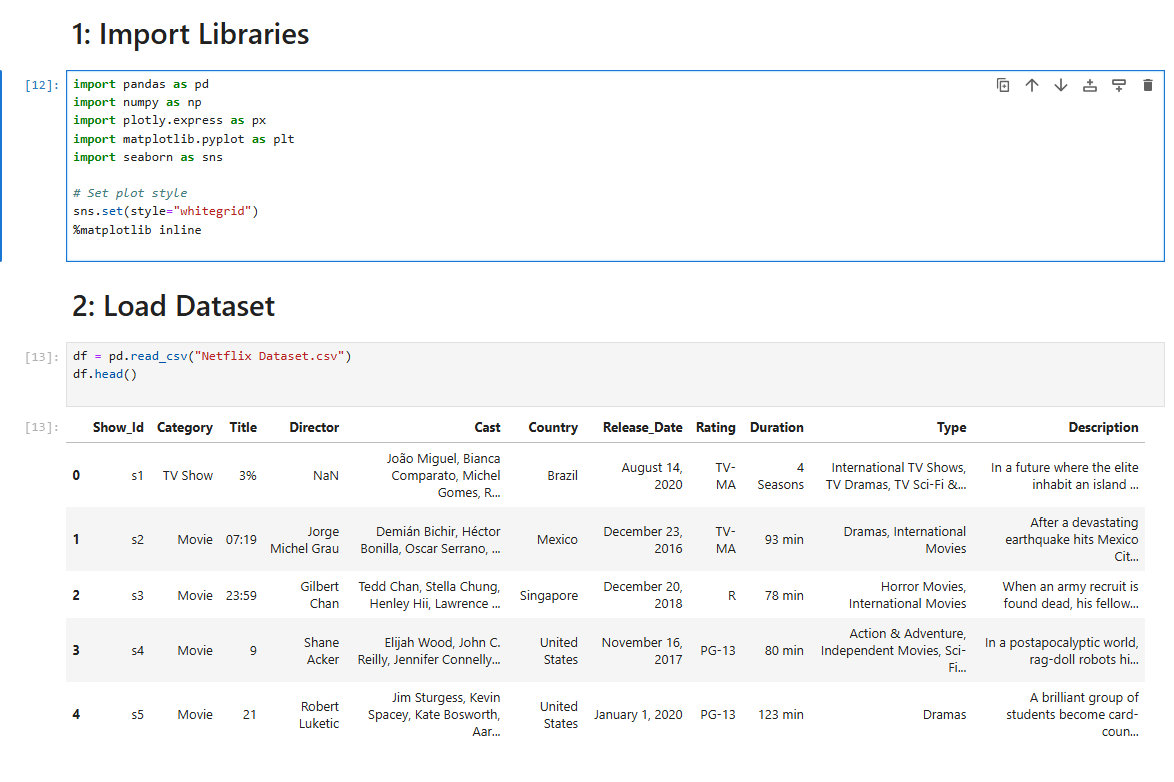 1: Import Libraries
[12]:
import pandas as pd
import numpy as np
import plotly.express as px
import matplotlib.pyplot as plt
import seaborn as sns
# Set plot style
sns.set(style="whitegrid")
%matplotlib inline
2: Load Dataset
[13]:
df = pd.read_csv("Netflix Dataset.csv")
df.head()
[13]:
Show_Id Category Title Director Cast Country Release_Date Rating Duration Type Description
0 s1 TV Show 3% NaN João Miguel, Bianca Comparato, Michel Gomes, R... Brazil August 14, 2020 TV-MA 4 Seasons International TV Shows, TV Dramas, TV Sci-Fi &... In a future where the elite inhabit an island ...
1 s2 Movie 07:19 Jorge Michel Grau Demián Bichir, Héctor Bonilla, Oscar Serrano, ... Mexico December 23, 2016 TV-MA 93 min Dramas, International Movies After a devastating earthquake hits Mexico Cit...
2 s3 Movie 23:59 Gilbert Chan Tedd Chan, Stella Chung, Henley Hii, Lawrence ... Singapore December 20, 2018 R 78 min Horror Movies, International Movies When an army recruit is found dead, his fellow...
3 s4 Movie 9 Shane Acker Elijah Wood, John C. Reilly, Jennifer Connelly... United States November 16, 2017 PG-13 80 min Action & Adventure, Independent Movies, Sci-Fi... In a postapocalyptic world, rag-doll robots hi...
4 s5 Movie 21 Robert Luketic Jim Sturgess, Kevin Spacey, Kate Bosworth, Aar... United States January 1, 2020 PG-13 123 min Dramas A brilliant group of students become card-coun...